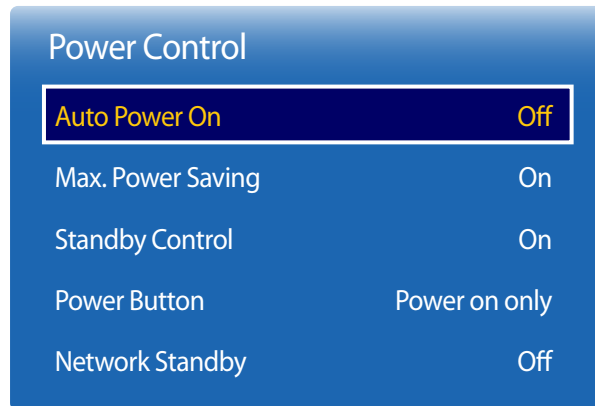 Power Control
Auto Power On Off
Max. Power Saving On
Standby Control On
Power Button Power on only
Network Standby Off